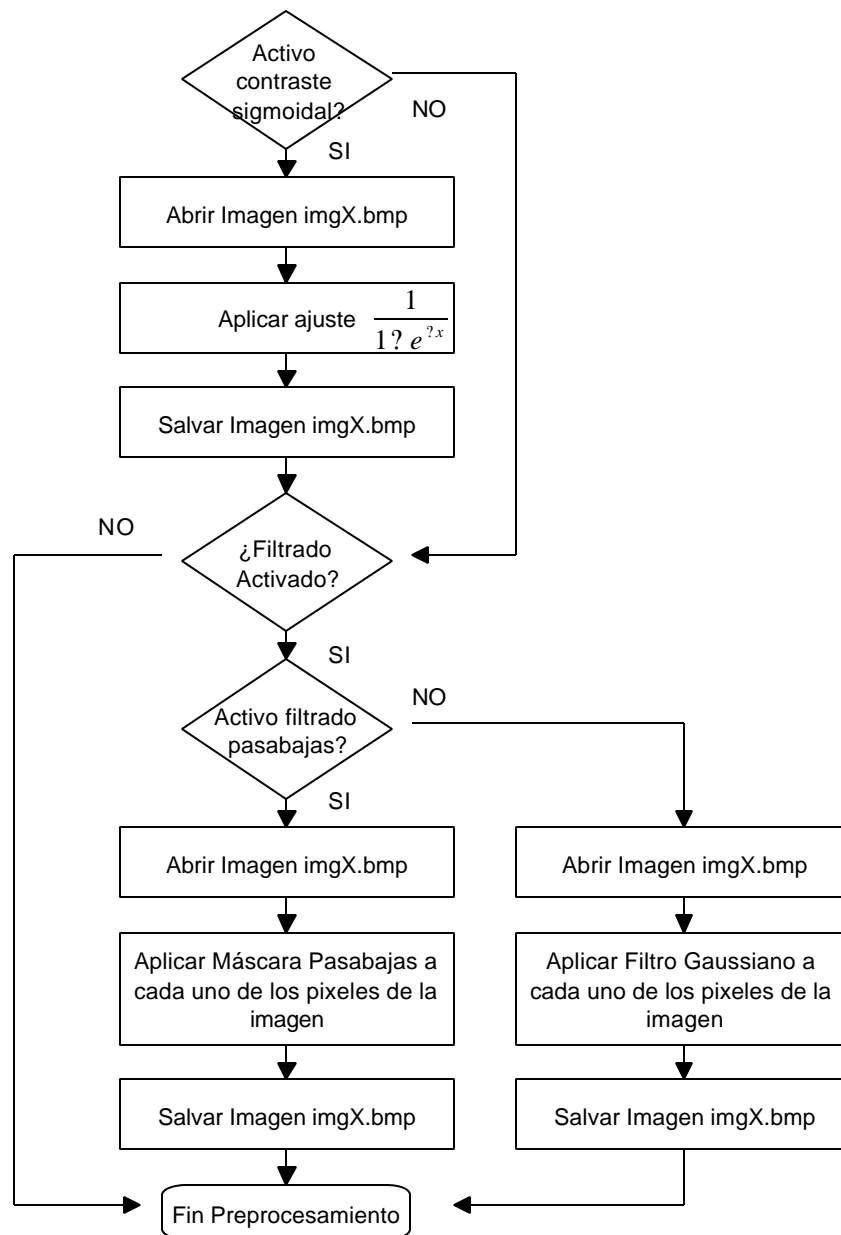 Activo
contraste
sigmoidal?
NO
SI
Abrir Imagen imgX.bmp
Aplicar ajuste 1
1? e^?x
Salvar Imagen imgX.bmp
NO
¿Filtrado
Activado?
SI
Activo filtrado
pasabajas?
NO
SI
Abrir Imagen imgX.bmp
Aplicar Máscara Pasabajas a
cada uno de los pixeles de la
imagen
Salvar Imagen imgX.bmp
Abrir Imagen imgX.bmp
Aplicar Filtro Gaussiano a
cada uno de los pixeles de la
imagen
Salvar Imagen imgX.bmp
Fin Preprocesamiento